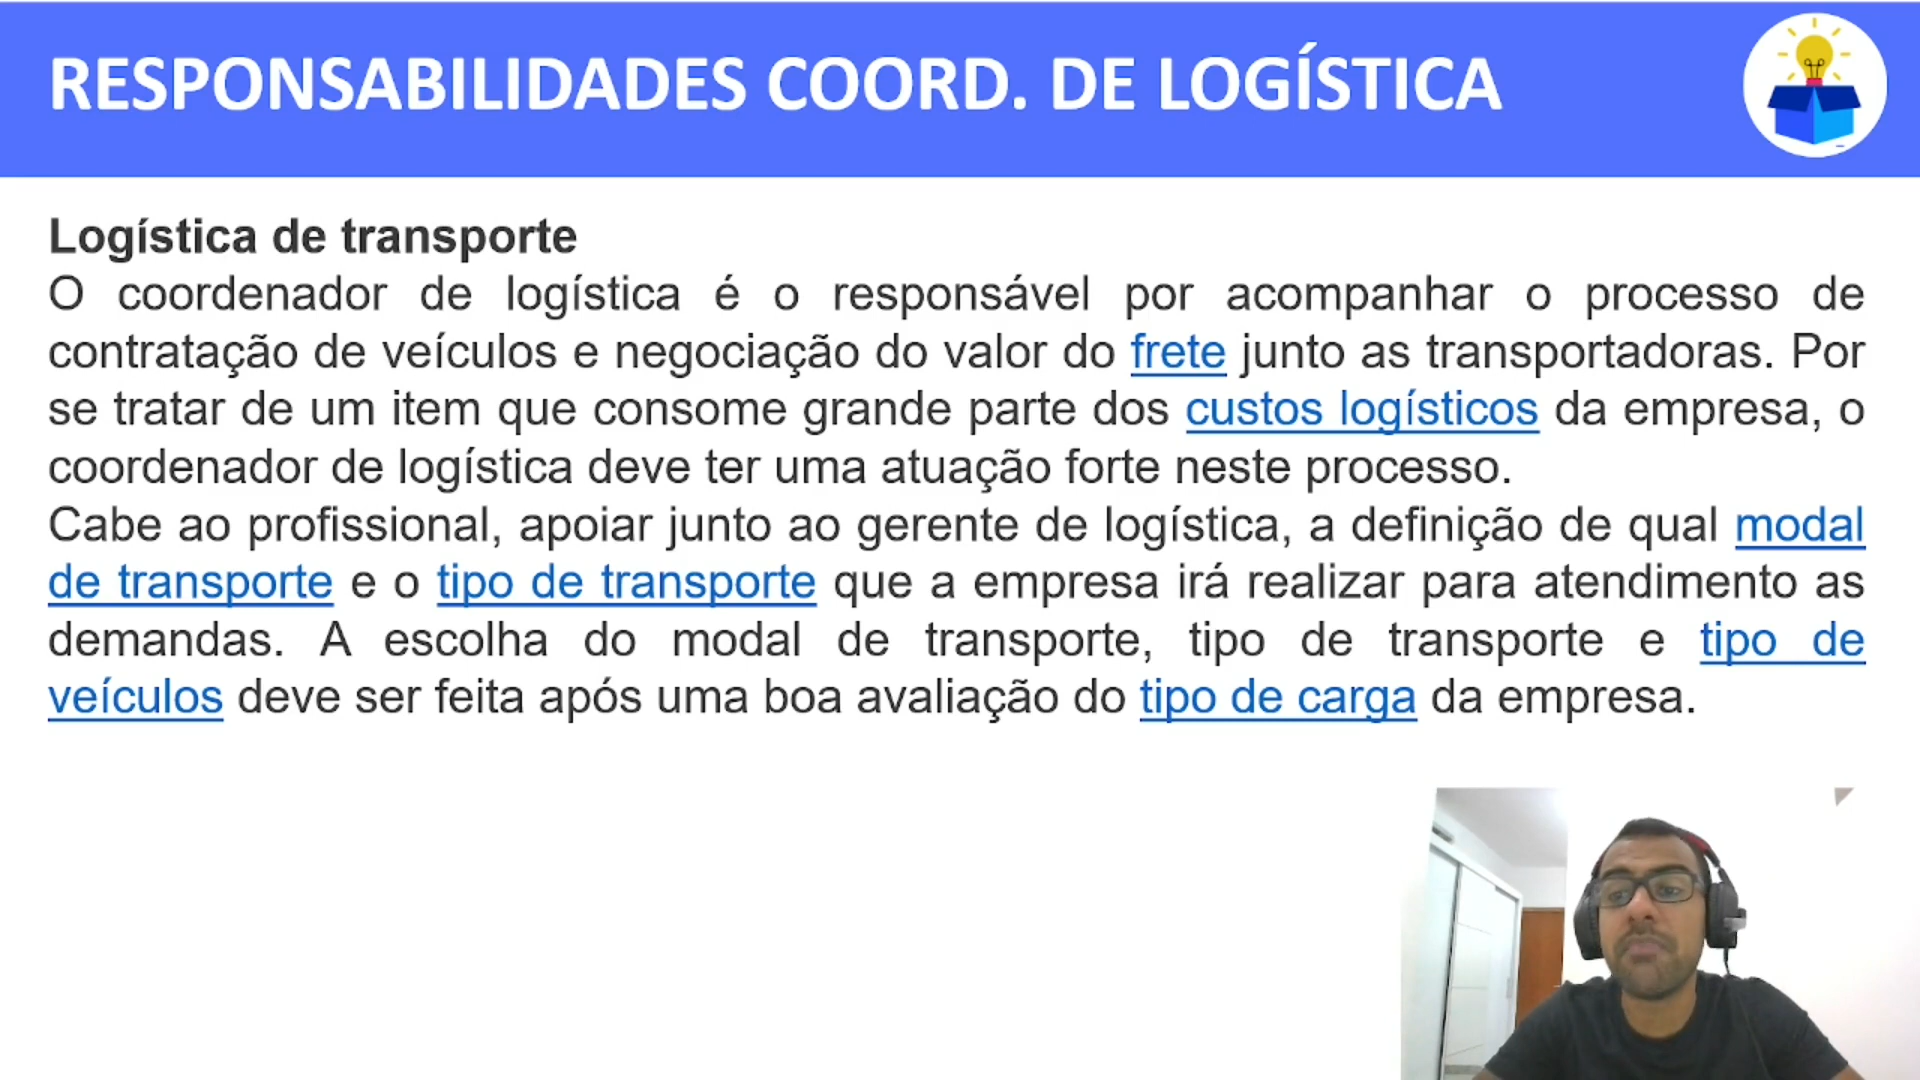 RESPONSABILIDADES COORD. DE LOGÍSTICA
Logística de transporte
O coordenador de logística é o responsável por acompanhar o processo de
contratação de veículos e negociação do valor do frete junto as transportadoras. Por
se tratar de um item que consome grande parte dos custos logísticos da empresa, o
coordenador de logística deve ter uma atuação forte neste processo.
Cabe ao profissional, apoiar junto ao gerente de logística, a definição de qual modal
de transporte e o tipo de transporte que a empresa irá realizar para atendimento as
demandas. A escolha do modal de transporte, tipo de transporte e tipo de
veículos deve ser feita após uma boa avaliação do tipo de carga da empresa.